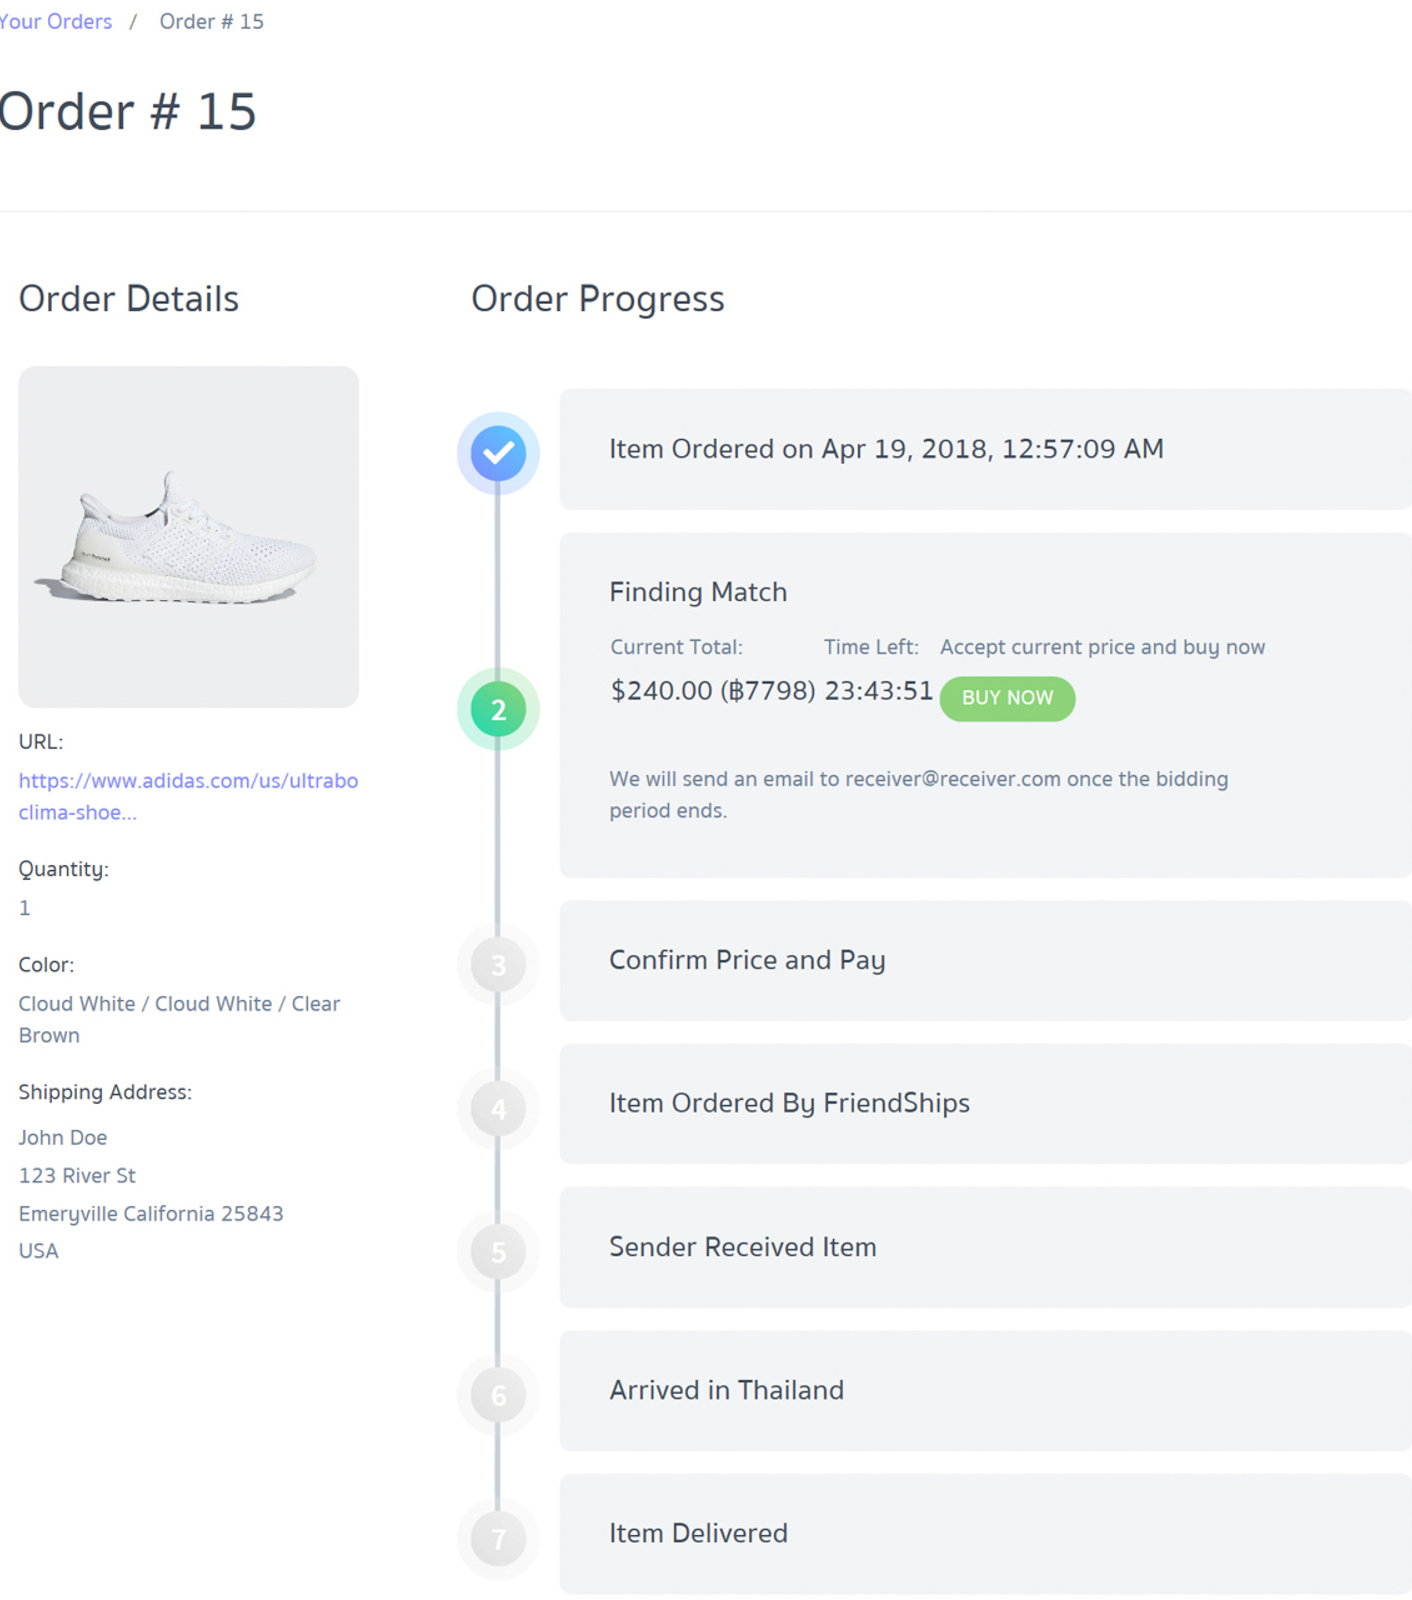 Your Orders / Order # 15
Order # 15
Order Details
URL:
https://www.adidas.com/us/ultrabo
clima-shoe...
Quantity:
1
Color:
Cloud White / Cloud White / Clear
Brown
Shipping Address:
John Doe
123 River St
Emeryville California 25843
USA
Order Progress
Item Ordered on Apr 19, 2018, 12:57:09 AM
2
Finding Match
Current Total: Time Left: Accept current price and buy now
$240.00 (฿7798) 23:43:51 BUY NOW
We will send an email to receiver@receiver.com once the bidding
period ends.
3 Confirm Price and Pay
4 Item Ordered By FriendShips
5 Sender Received Item
6 Arrived in Thailand
7 Item Delivered